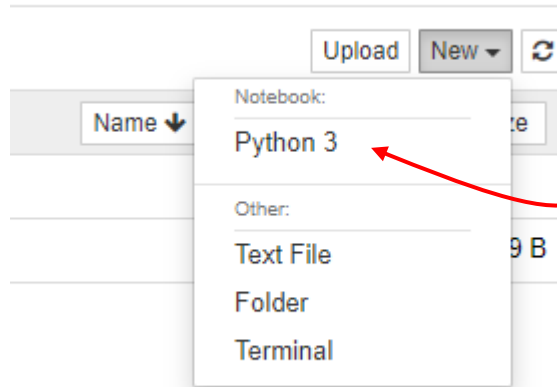 Upload New
Notebook:
Name ze
Python 3
Other:
Text File 9 B
Folder
Terminal